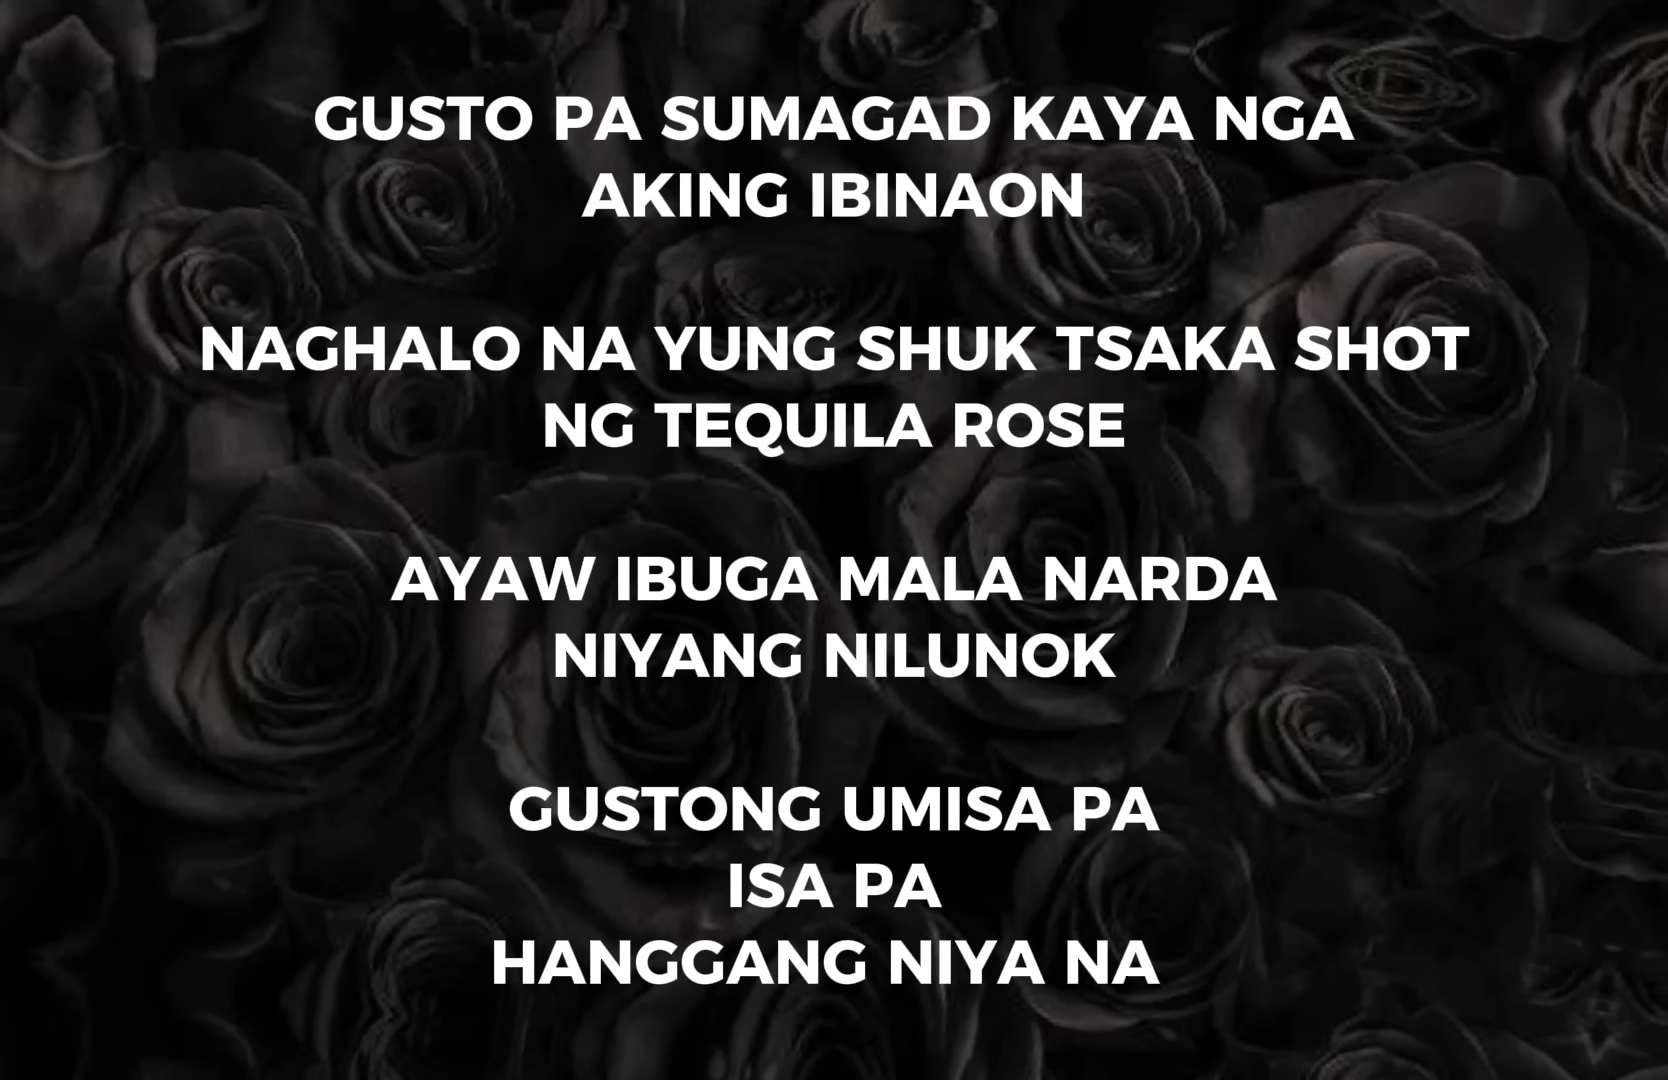 GUSTO PA SUMAGAD KAYA NGA
AKING IBINAON
NAGHALO NA YUNG SHUK TSAKA SHOT
NG TEQUILA ROSE
AYAW IBUGA MALA NARDA
NIYANG NILUNOK
GUSTONG UMISA PA
ISA PA
HANGGANG NIYA NA